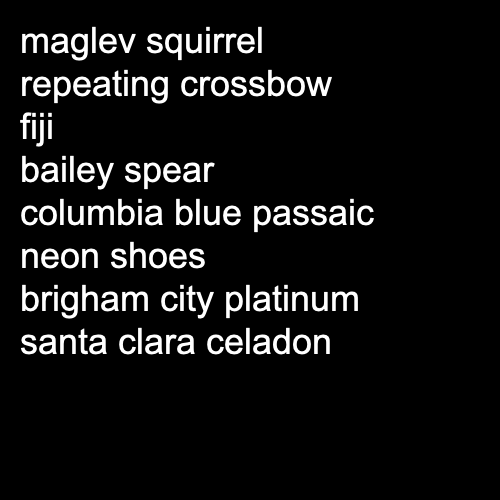 maglev squirrel
repeating crossbow
fiji
bailey spear
columbia blue passaic
neon shoes
brigham city platinum
santa clara celadon